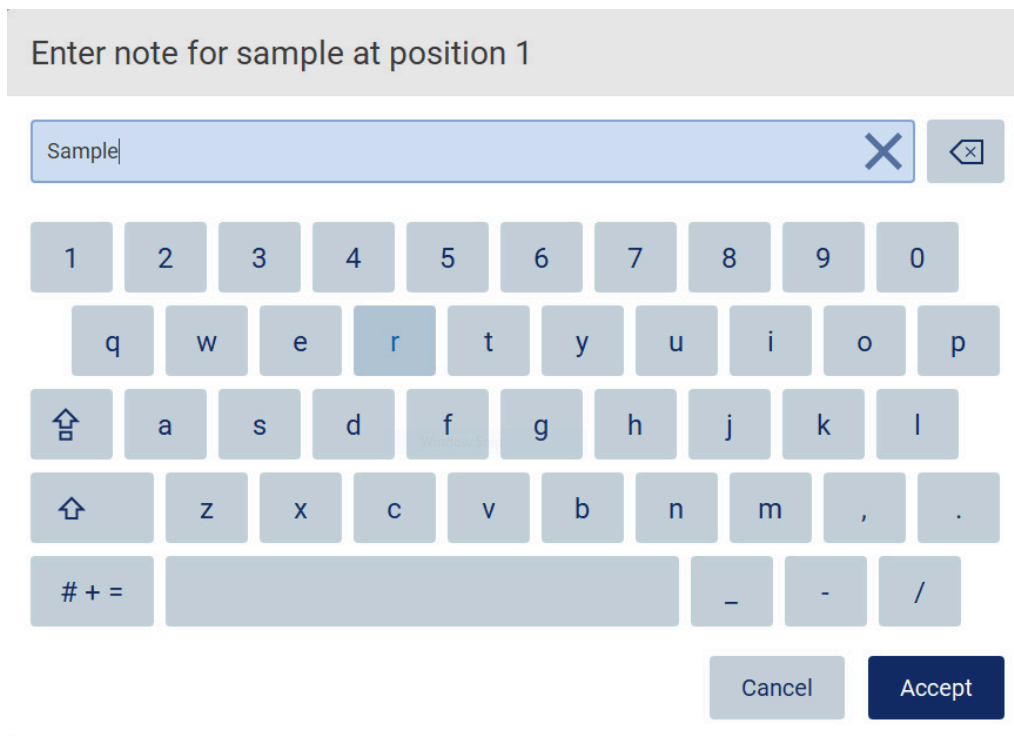 Enter note for sample at position 1
Sample
1 2 3 4 5 6 7 8 9 0
q w e r t y u i o p
a s d f g h j k l
z x c v b n m , .
# + = _ - /
Cancel Accept